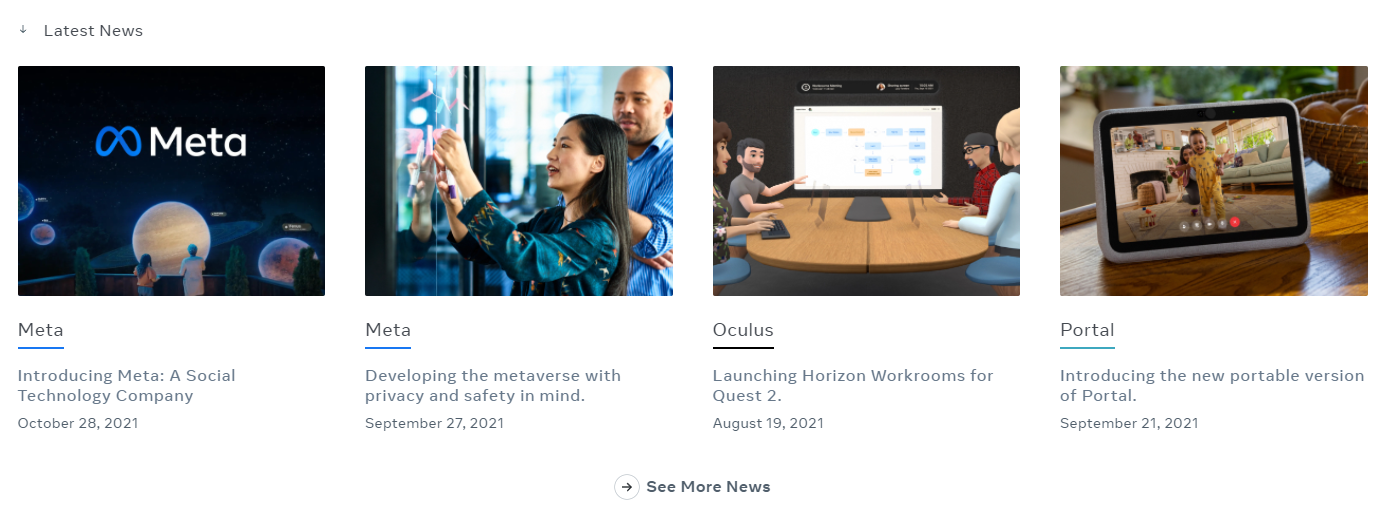 Latest News
Meta
Meta
Introducing Meta: A Social
Technology Company
October 28, 2021
Meta
Developing the metaverse with
privacy and safety in mind.
September 27, 2021
Oculus
Launching Horizon Workrooms for
Quest 2.
August 19, 2021
Portal
Introducing the new portable version
of Portal.
September 21, 2021
See More News